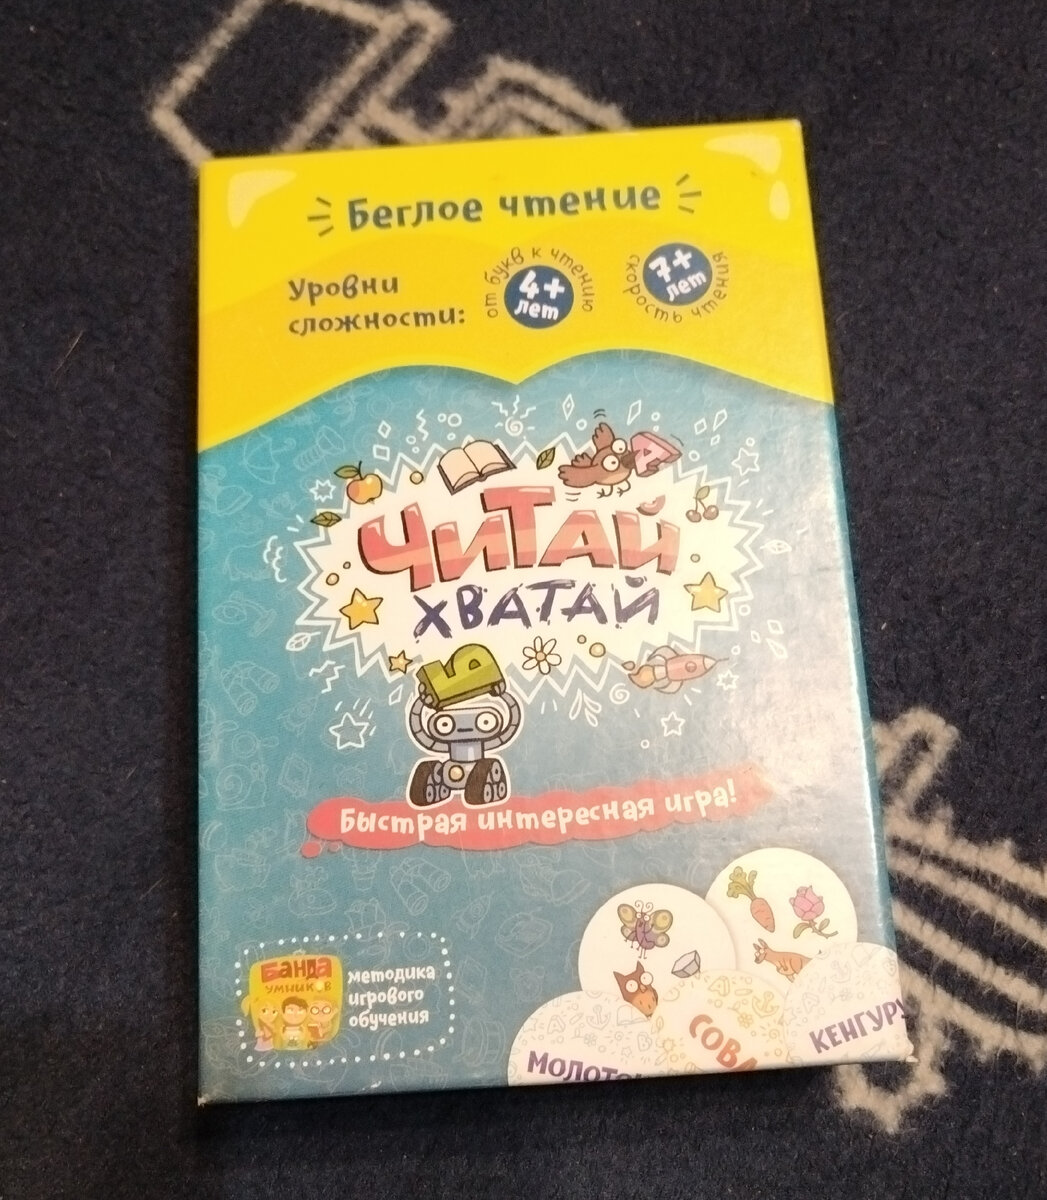 Беглое чтение
Уровни
сложности:
от букв к чтению
4+
лет
7+
лет
скорость чтения
А
ЧИТАЙ
ХВАТАЙ
Ъ
Быстрая интересная игра!
БАНДА
УМНИКОВ
методика
игрового
обучения
СОВА
КЕНГУРУ